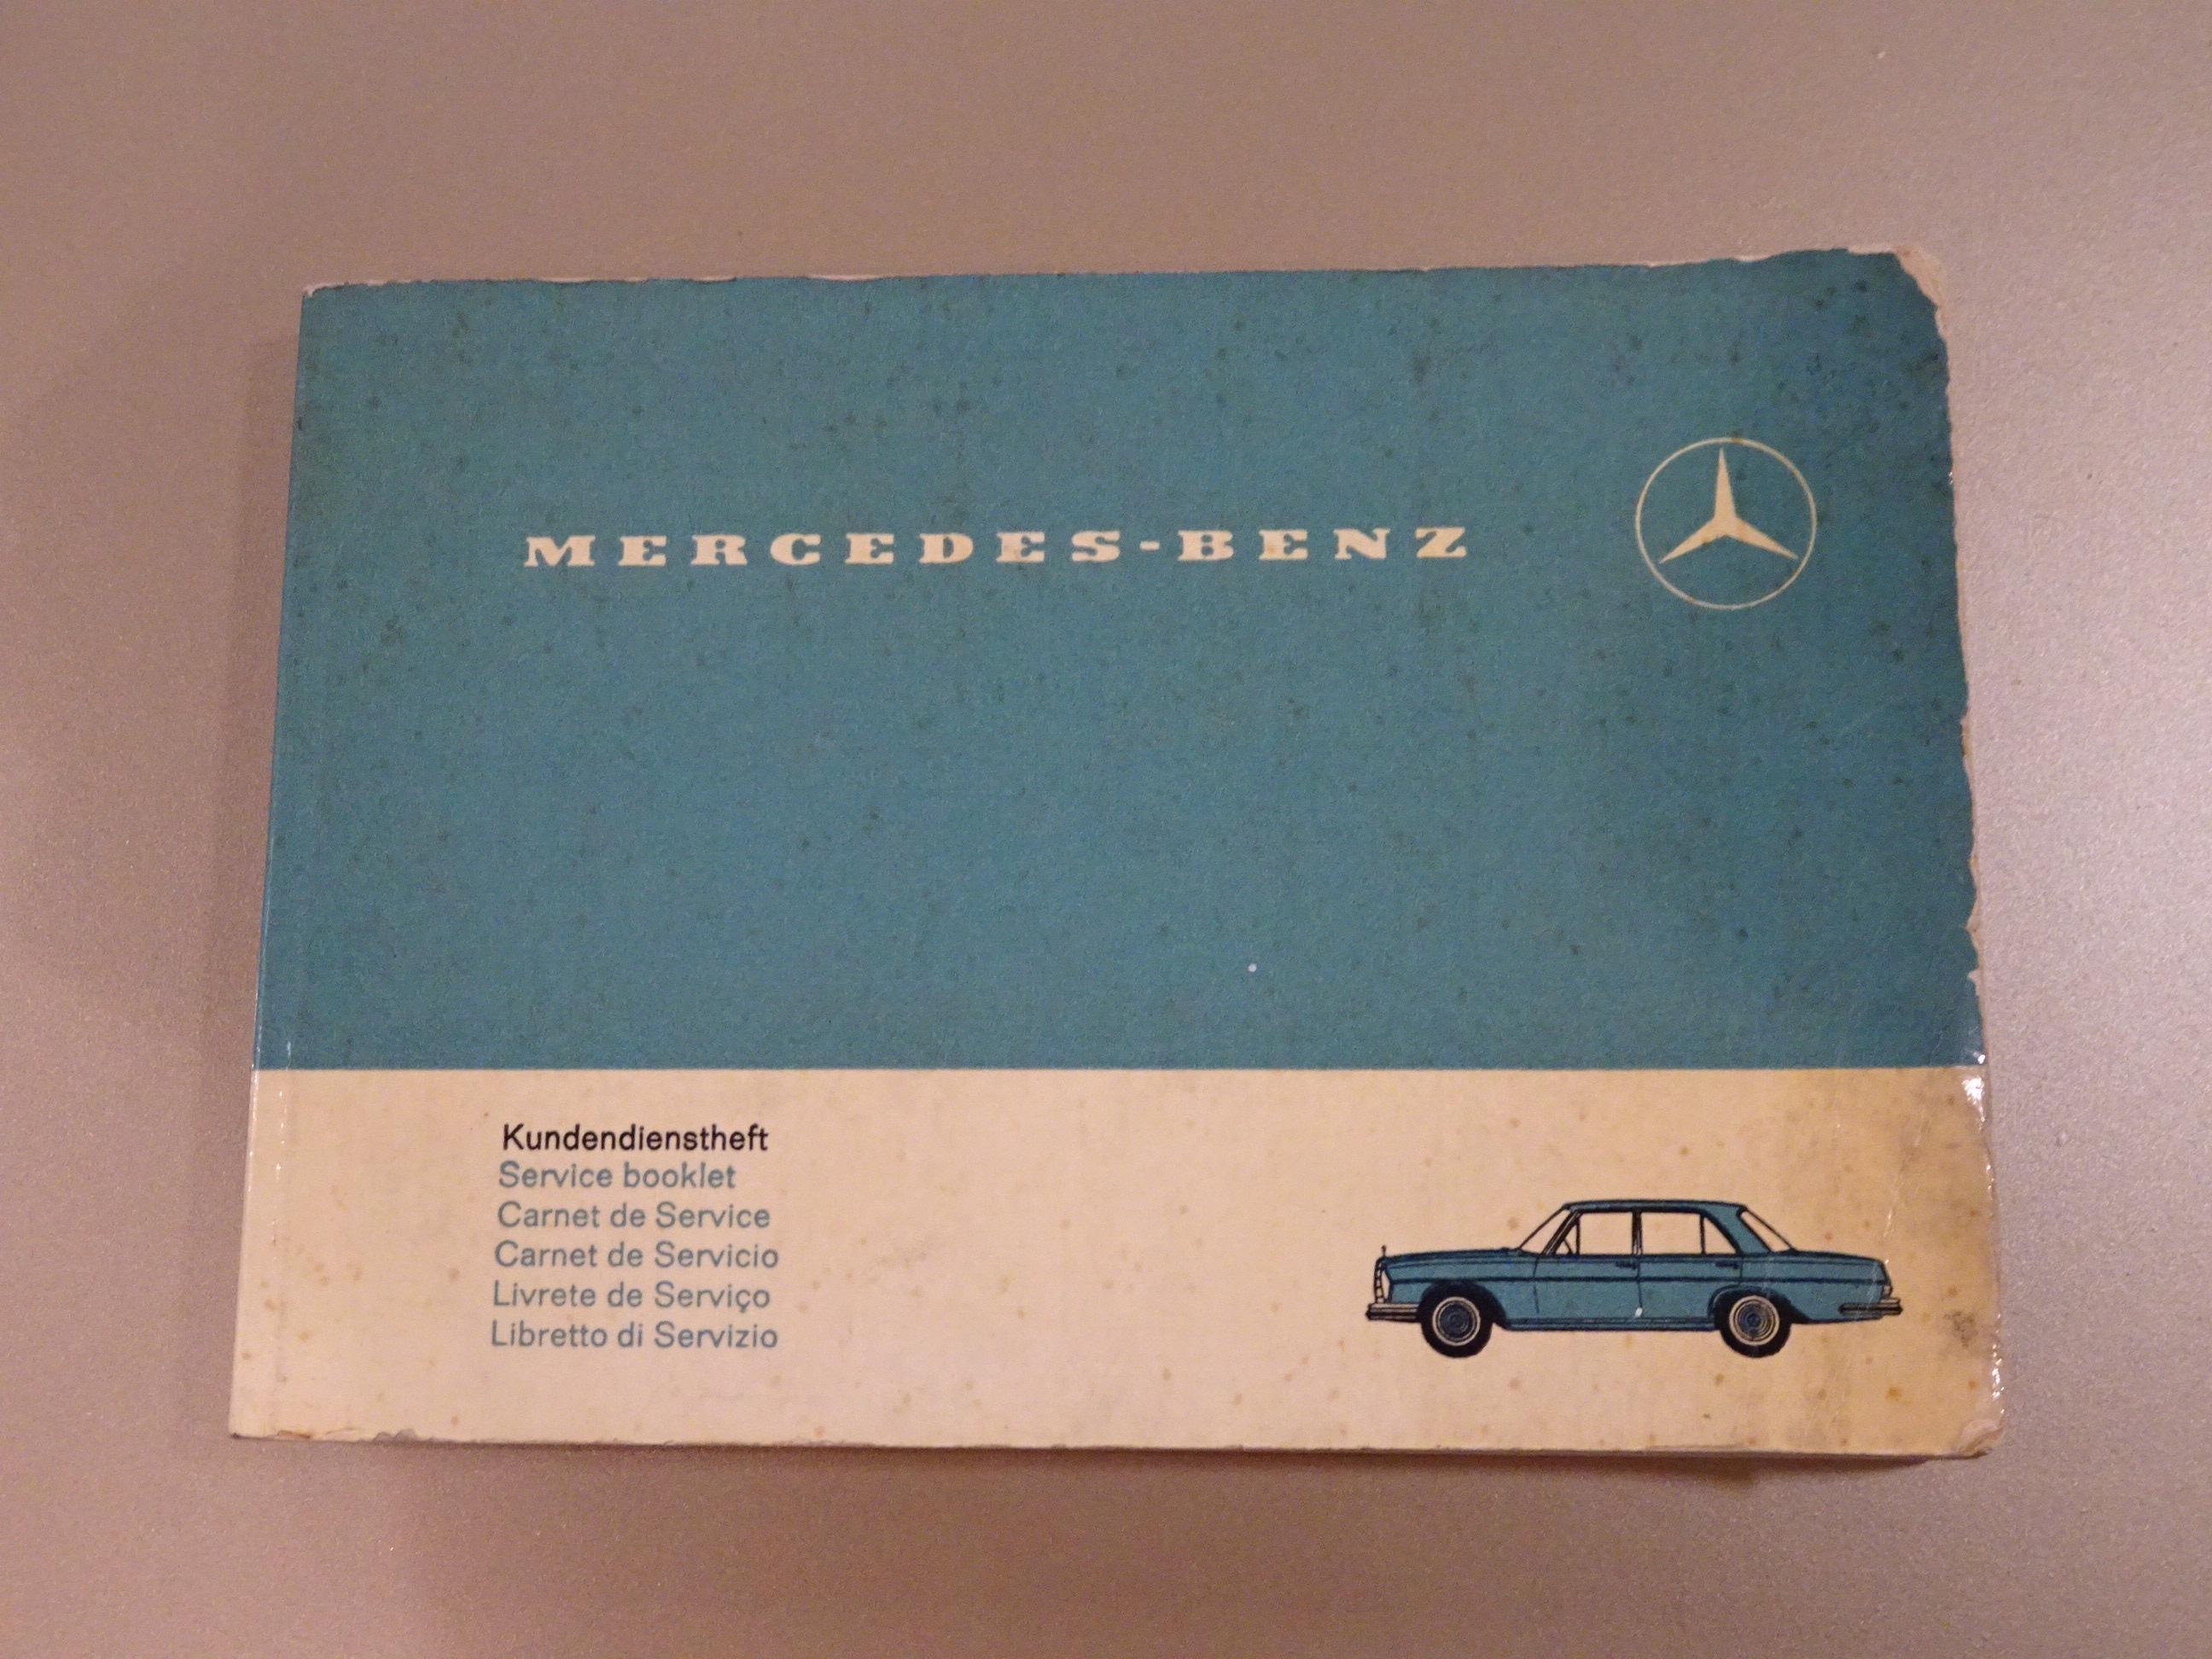 MERCEDES-BENZ
Kundendienstheft
Service booklet
Carnet de Service
Carnet de Servicio
Livrete de Serviço
Libretto di Servizio